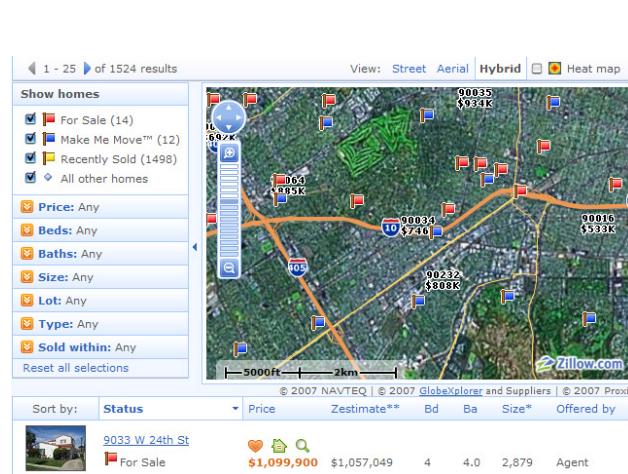 1 - 25 of 1524 results
View: Street Aerial Hybrid Heat map
Show homes
For Sale (14)
Make Me Move™ (12)
Recently Sold (1498)
All other homes
Price: Any
Beds: Any
Baths: Any
Size: Any
Lot: Any
Type: Any
Sold within: Any
Reset all selections
90035
$934K
90034
$746
10
90016
$533K
405
90232
$808K
5000ft
2km
Zillow.com
© 2007 NAVTEQ | © 2007 GlobeXplorer and Suppliers | © 2007 Proxi
Sort by: Status Price Zestimate** Bd Ba Size* Offered by
9033 W 24th St
For Sale $1,099,900 $1,057,049 4 4.0 2,879 Agent